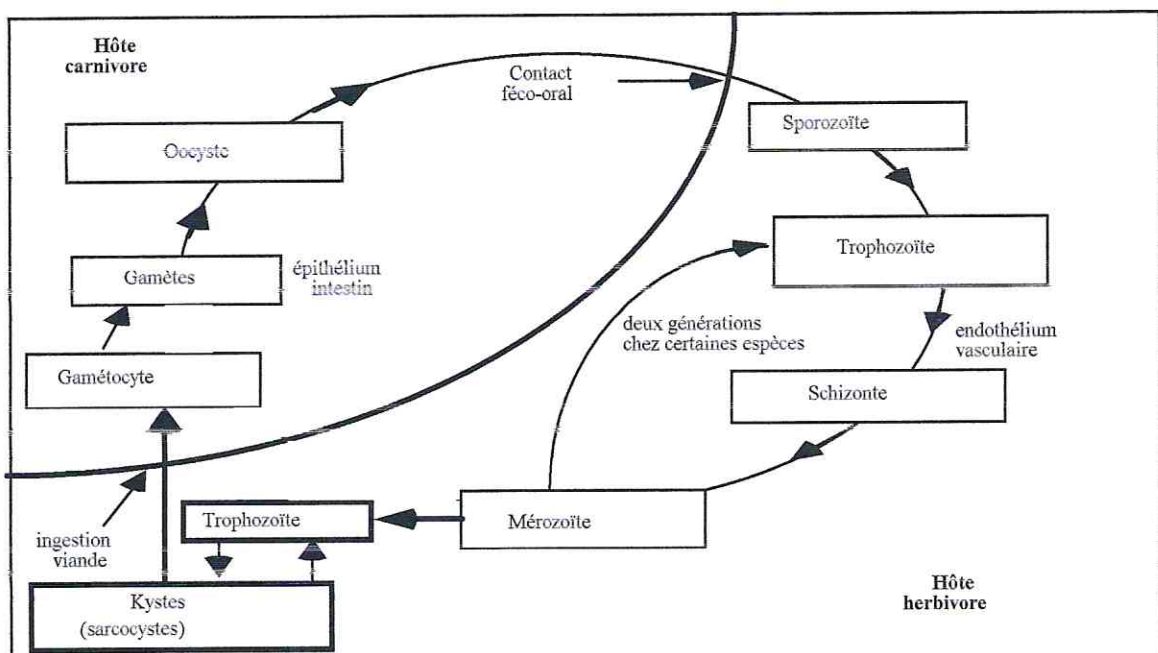 Hôte
carnivore
Contact
féco-oral
Oocyste
Sporozoïte
Gamètes
épithélium
intestin
Trophozoïte
deux générations
chez certaines espèces
endothélium
vasculaire
Gamétocyte
Schizonte
Trophozoïte
Mérozoïte
ingestion
viande
Kystes
(sarcocystes)
Hôte
herbivore